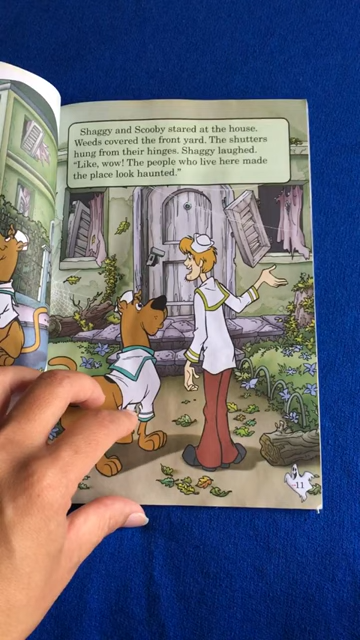 Shaggy and Scooby stared at the house.
Weeds covered the front yard. The shutters
hung from their hinges. Shaggy laughed.
"Like, wow! The people who live here made
the place look haunted."
11